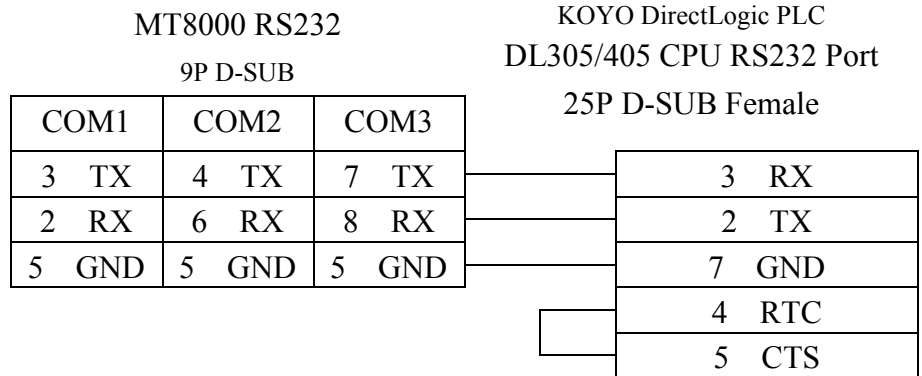 MT8000 RS232
9P D-SUB
KOYO DirectLogic PLC
DL305/405 CPU RS232 Port
25P D-SUB Female
COM1 COM2 COM3
3 TX 4 TX 7 TX
2 RX 6 RX 8 RX
5 GND 5 GND 5 GND
3 RX
2 TX
7 GND
4 RTC
5 CTS